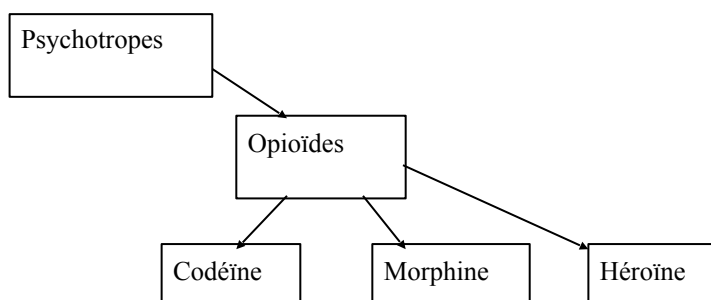 Psychotropes
Opioïdes
Codéïne
Morphine
Héroïne